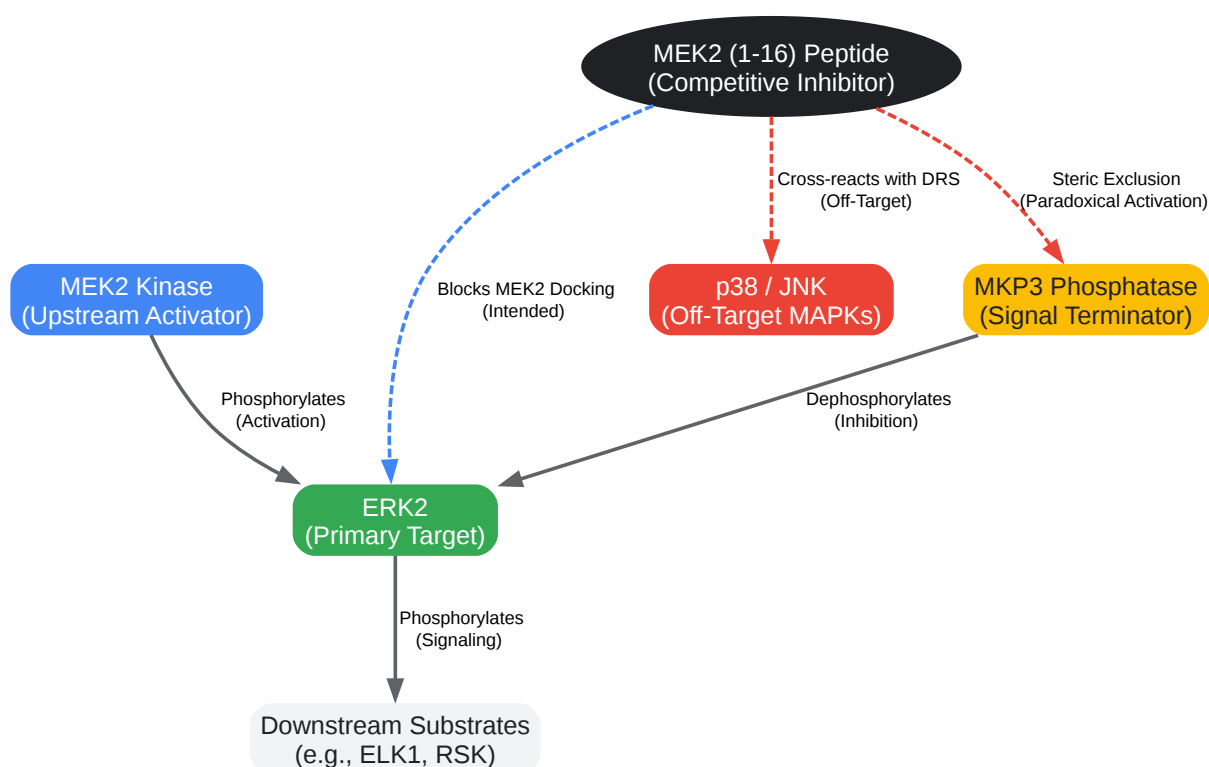 MEK2 (1-16) Peptide
(Competitive Inhibitor)
Cross-reacts with DRS
(Off-Target)
Steric Exclusion
(Paradoxical Activation)
Blocks MEK2 Docking
(Intended)
MEK2 Kinase
(Upstream Activator)
p38 / JNK
(Off-Target MAPKs)
MKP3 Phosphatase
(Signal Terminator)
Phosphorylates
(Activation)
Dephosphorylates
(Inhibition)
ERK2
(Primary Target)
Phosphorylates
(Signaling)
Downstream Substrates
(e.g., ELK1, RSK)